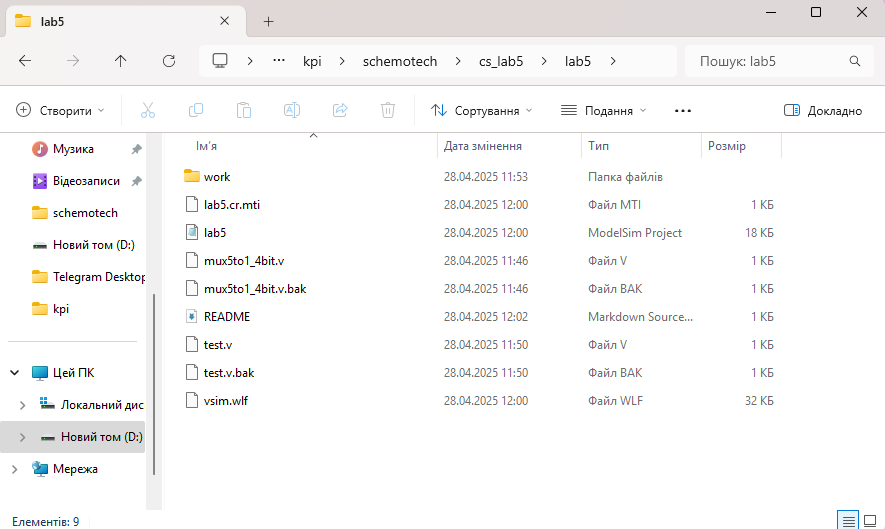 lab5
kpi schemotech cs_lab5 lab5 Пошук: lab5
Створити Сортування Подання Докладно
Ім’я Дата змінення Тип Розмір
Музика
Відеозаписи
schemotech
Новий том (D:)
Telegram Desktop
kpi
Цей ПК
Локальний дис
Новий том (D:)
Мережа
work 28.04.2025 11:53 Папка файлів
lab5.cr.mti 28.04.2025 12:00 Файл MTI 1 КБ
lab5 28.04.2025 12:00 ModelSim Project 18 КБ
mux5to1_4bit.v 28.04.2025 11:46 Файл V 1 КБ
mux5to1_4bit.v.bak 28.04.2025 11:46 Файл BAK 1 КБ
README 28.04.2025 12:02 Markdown Source... 1 КБ
test.v 28.04.2025 11:50 Файл V 1 КБ
test.v.bak 28.04.2025 11:50 Файл BAK 1 КБ
vsim.wlf 28.04.2025 12:00 Файл WLF 32 КБ
Елементів: 9